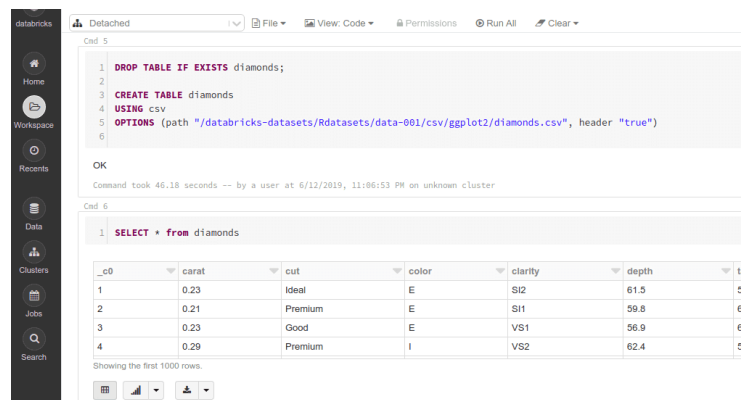 databricks
Detached
File
View: Code
Permissions
Run All
Clear
Home
Workspace
Recents
Data
Clusters
Jobs
Search
Cmd 5
1 DROP TABLE IF EXISTS diamonds;
2
3 CREATE TABLE diamonds
4 USING csv
5 OPTIONS (path "/databricks-datasets/Rdatasets/data-001/csv/ggplot2/diamonds.csv", header "true")
6
OK
Command took 46.18 seconds -- by a user at 6/12/2019, 11:06:53 PM on unknown cluster
Cmd 6
1 SELECT * from diamonds
_c0 carat cut color clarity depth t
1 0.23 Ideal E SI2 61.5 5
2 0.21 Premium E SI1 59.8 6
3 0.23 Good E VS1 56.9 6
4 0.29 Premium I VS2 62.4 5
Showing the first 1000 rows.